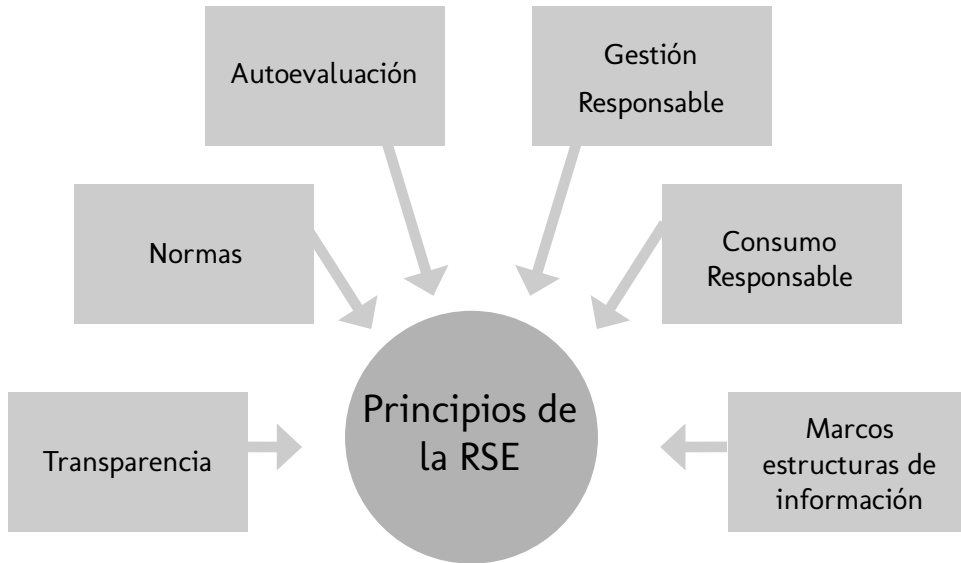 Autoevaluación
Gestión
Responsable
Normas
Consumo
Responsable
Transparencia
Principios de
la RSE
Marcos
estructuras de
información